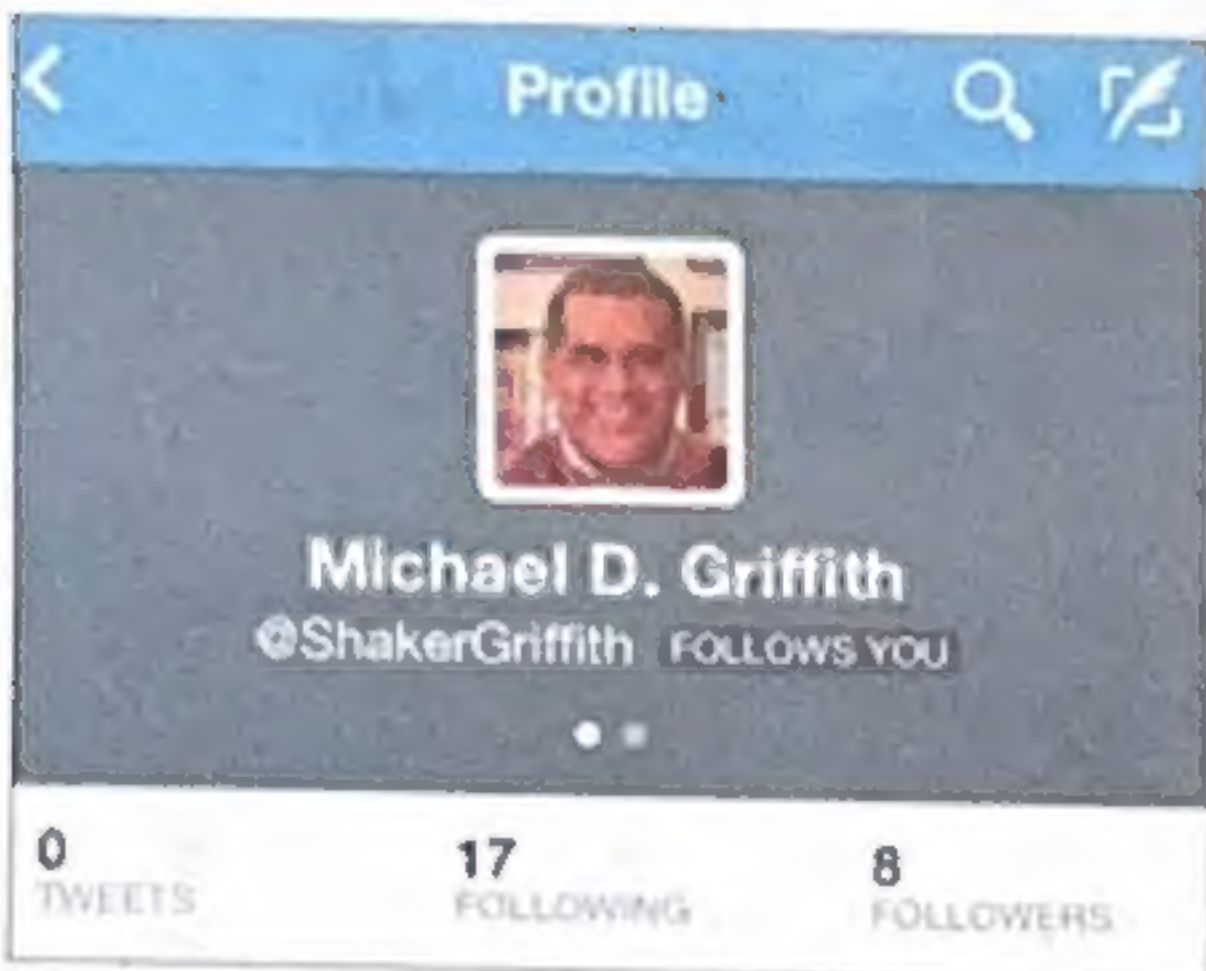 Profile
Michael D. Griffith
@ShakerGriffith FOLLOWS YOU
0 17 8
TWEETS FOLLOWING FOLLOWERS